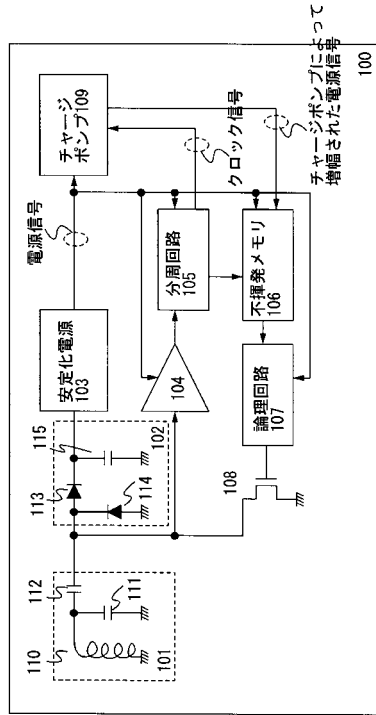 100
チャージ
ポンプ109
チャージポンプによって
増幅された電源信号
クロック信号
電源信号
分周回路
105
不揮発メモリ
106
安定化電源
103
104
論理回路
107
115
102
113
114
108
112
111
110
101